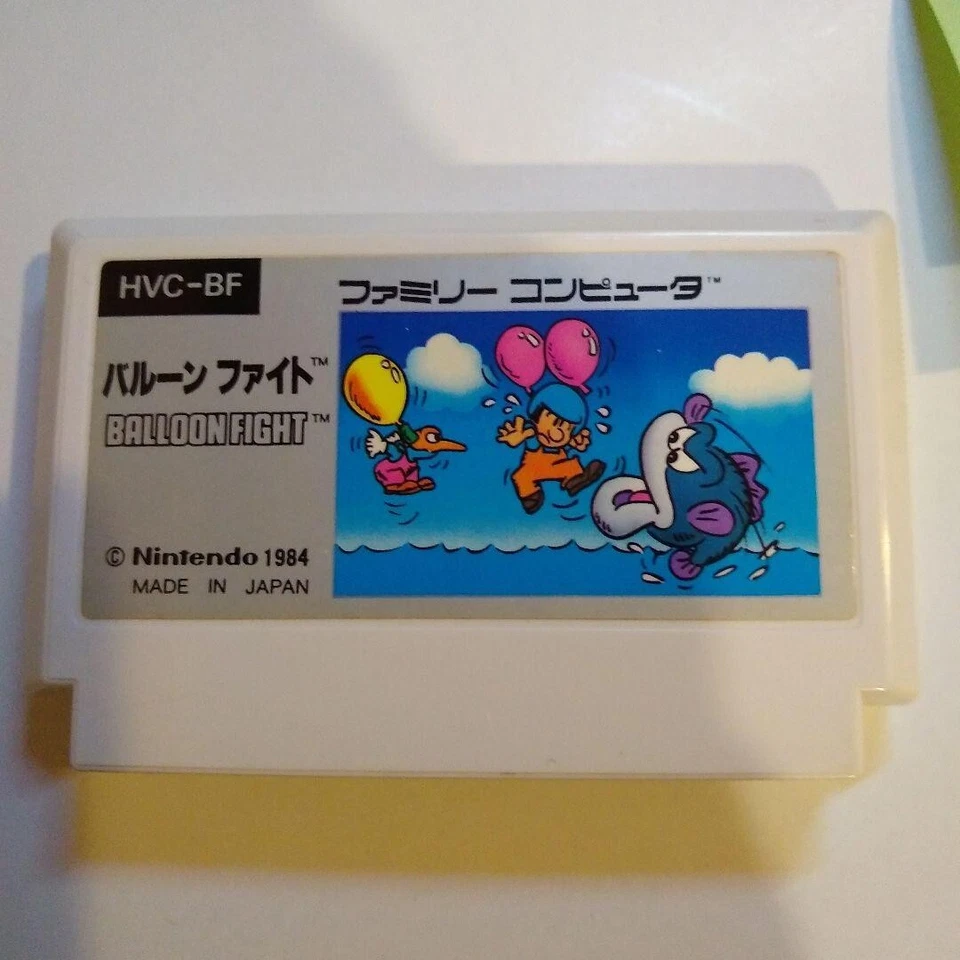 HVC-BF
ファミリー コンピュータ™
バルーン ファイト™
BALLOON FIGHT™
© Nintendo 1984
MADE IN JAPAN